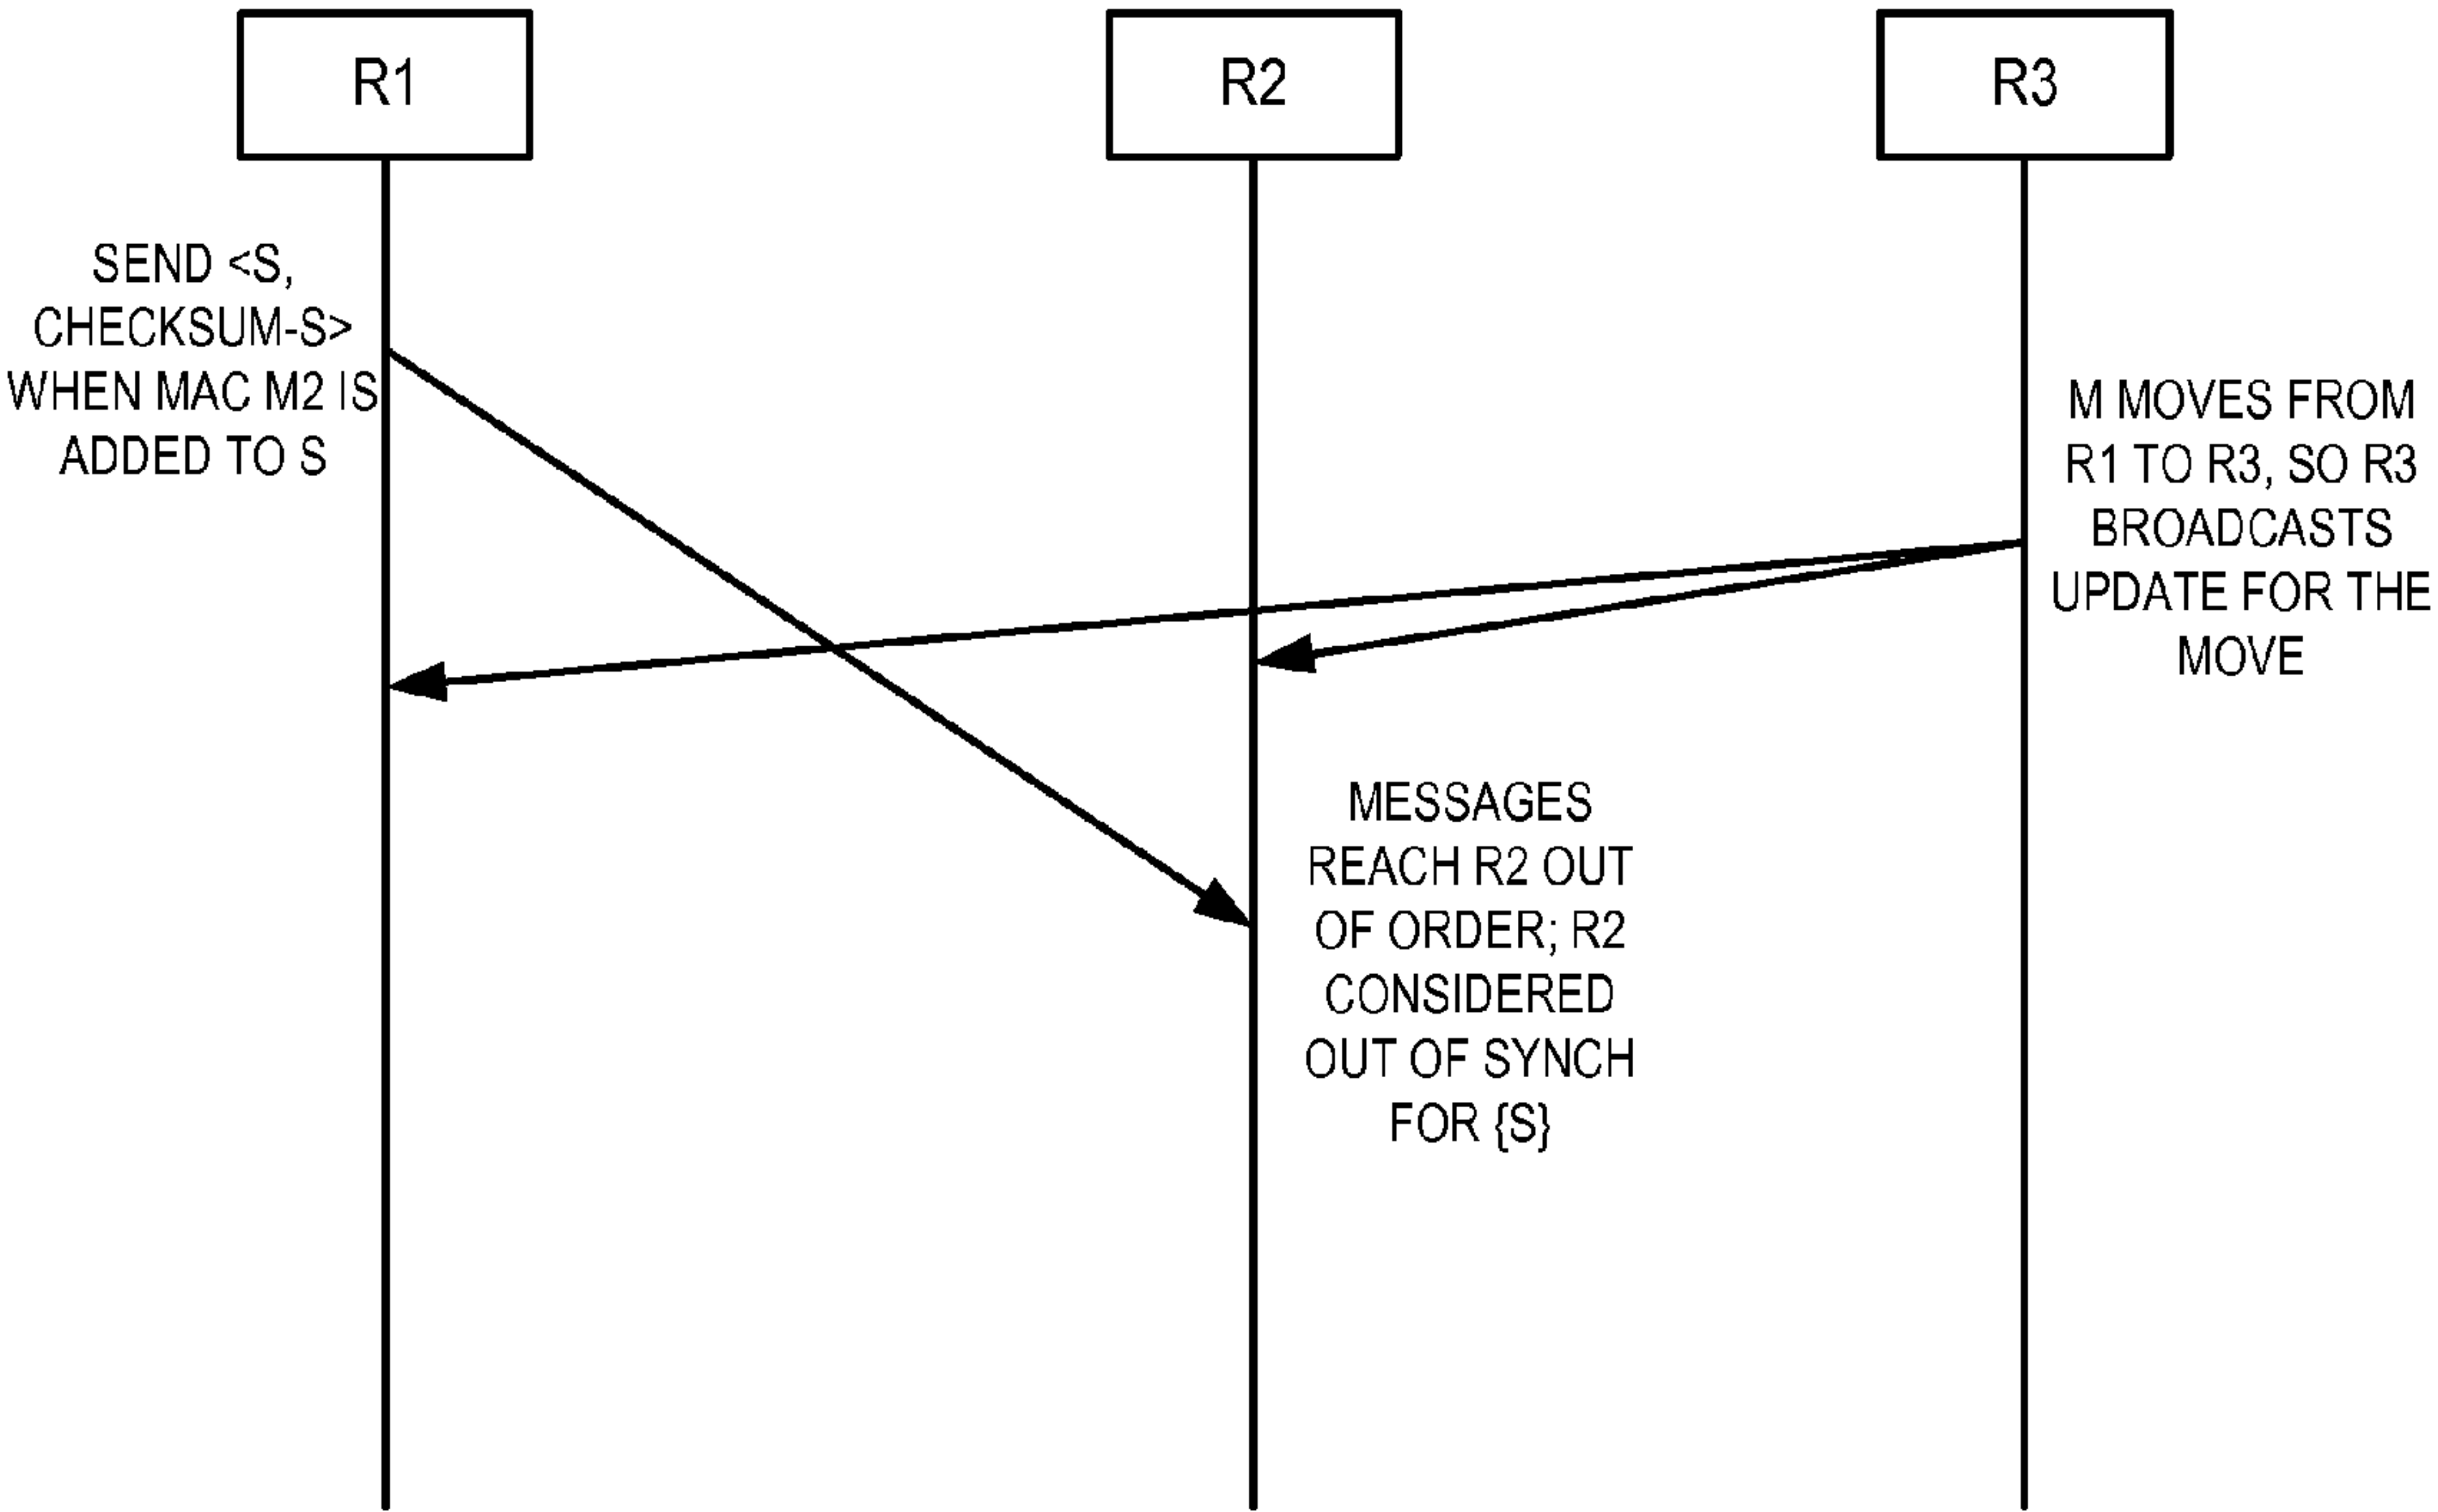 R1
R2
R3
SEND <S,
CHECKSUM-S>
WHEN MAC M2 IS
ADDED TO S
M MOVES FROM
R1 TO R3, SO R3
BROADCASTS
UPDATE FOR THE
MOVE
MESSAGES
REACH R2 OUT
OF ORDER; R2
CONSIDERED
OUT OF SYNCH
FOR {S}